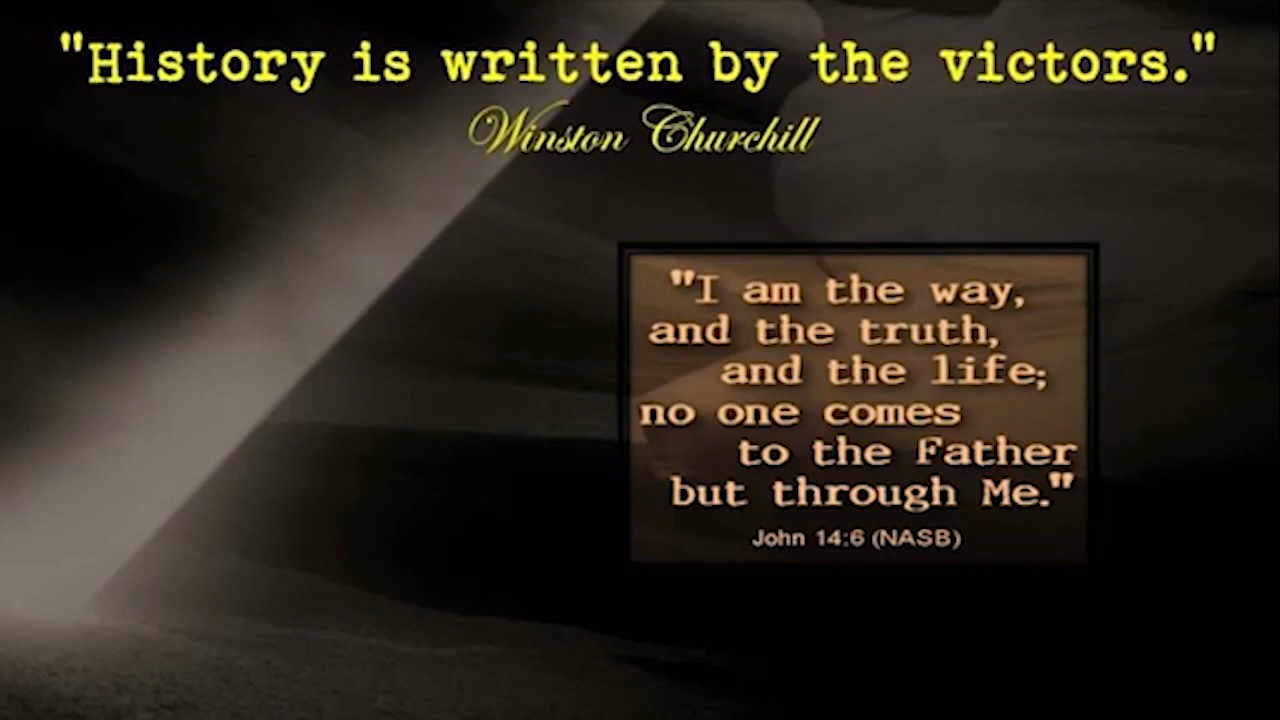 "History is written by the victors."
Winston Churchill
"I am the way,
and the truth,
and the life;
no one comes
to the Father
but through Me."
John 14:6 (NASB)